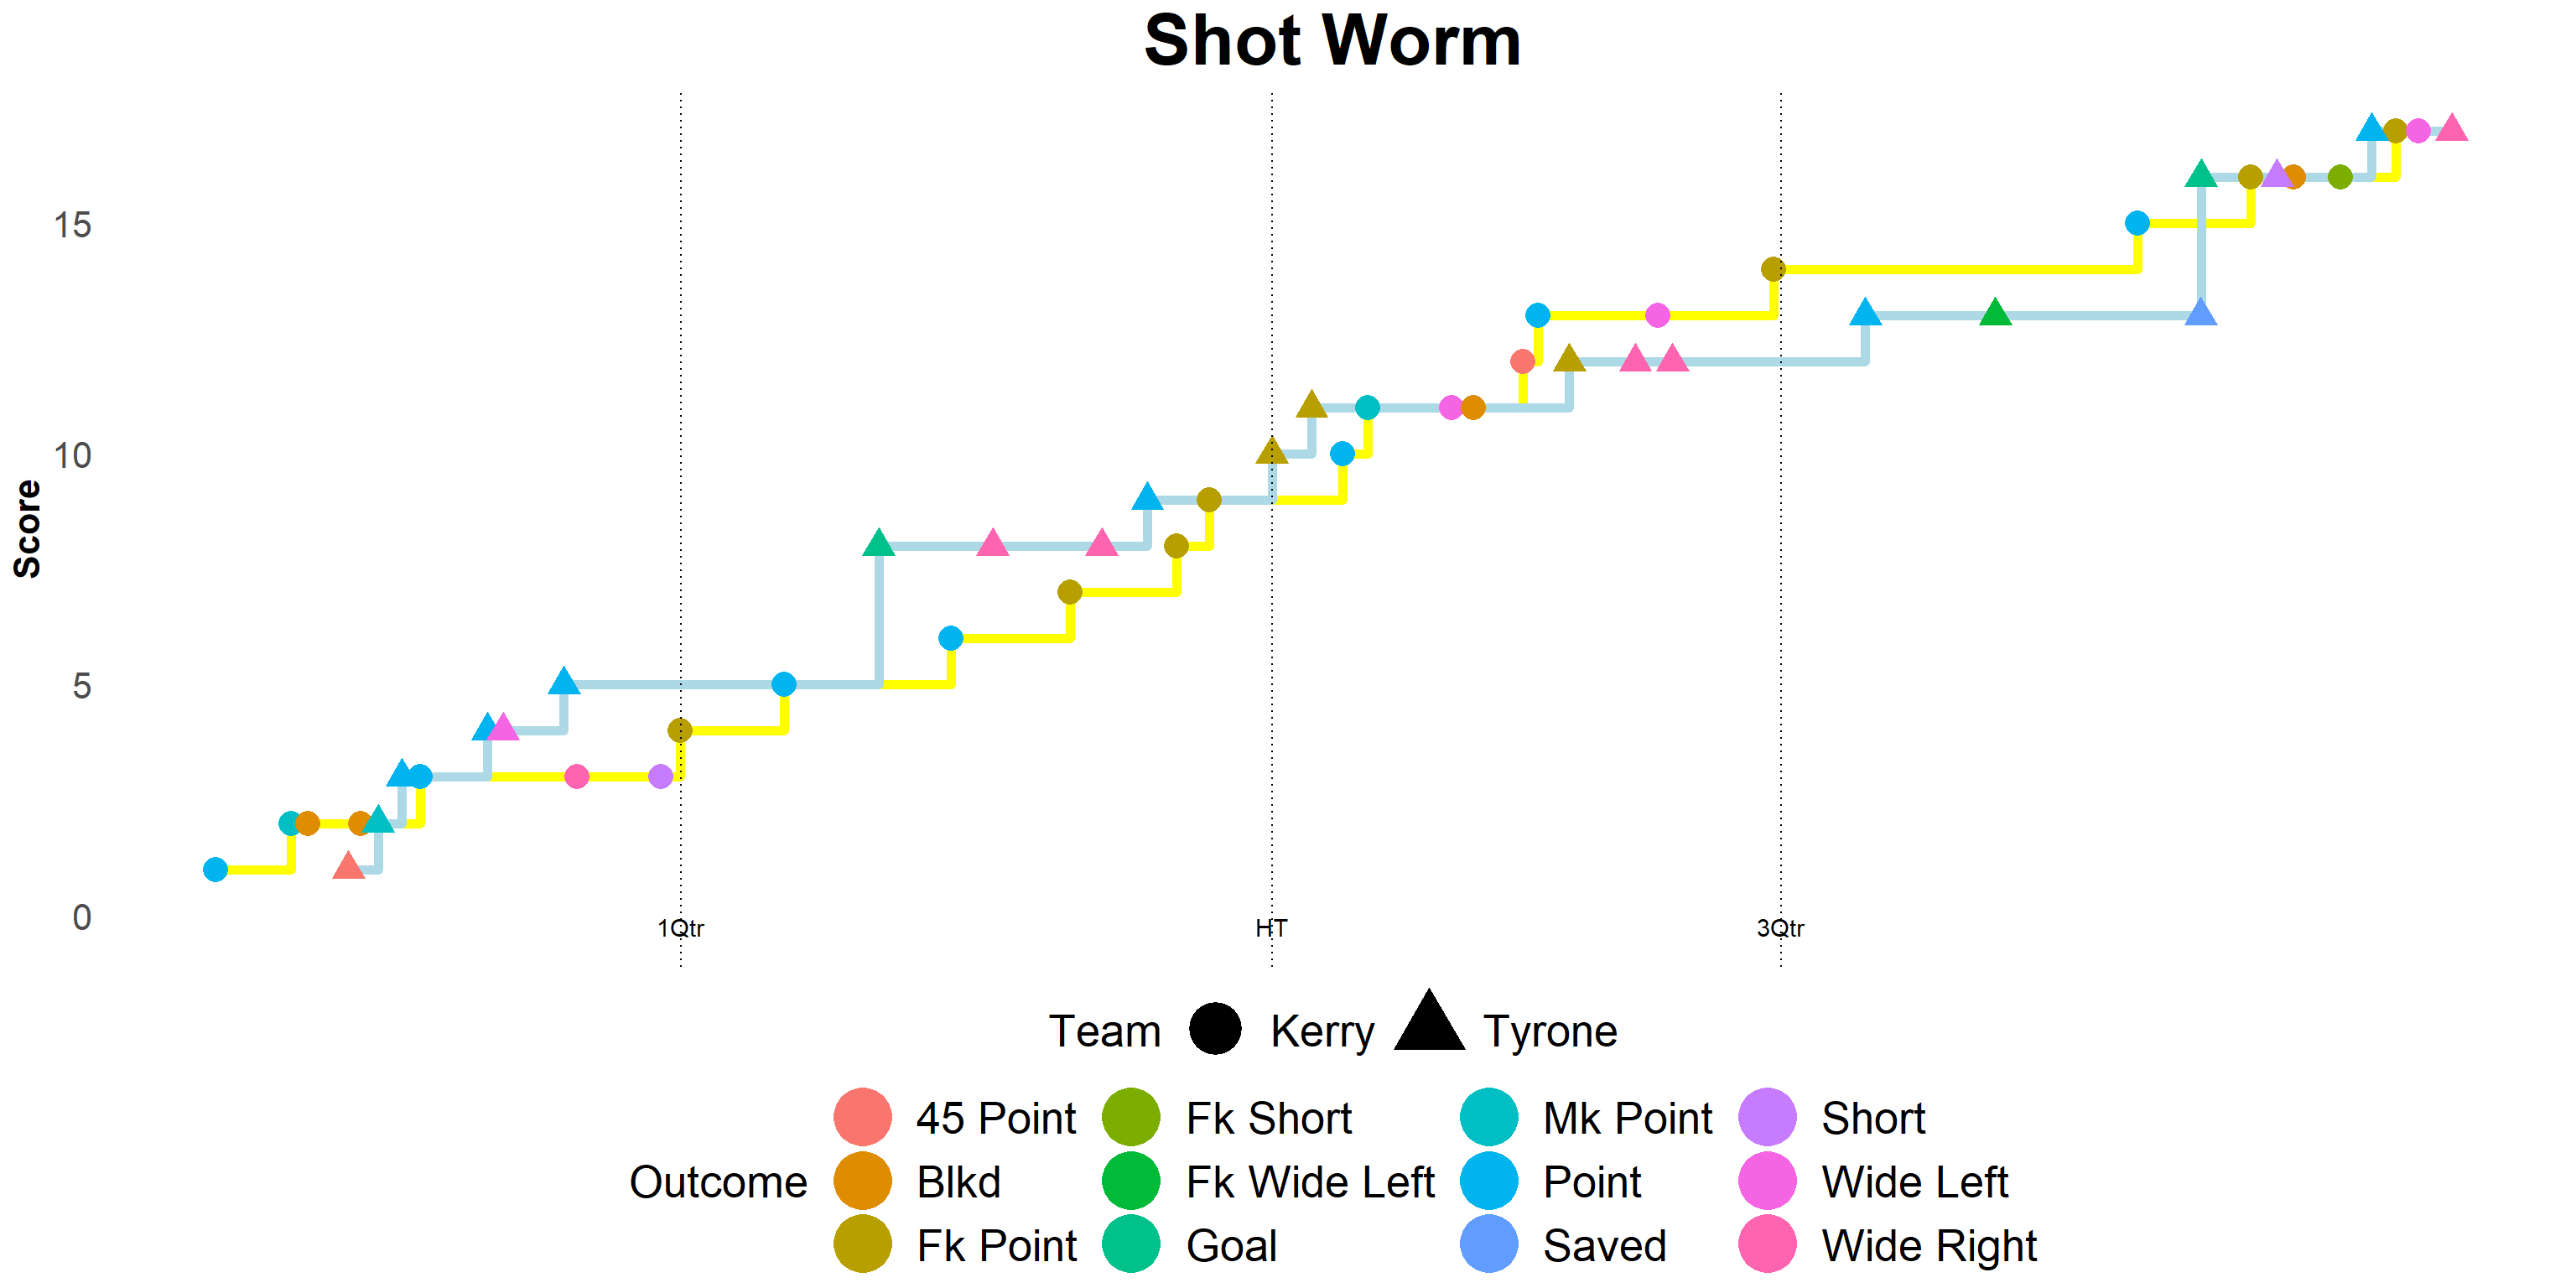 Shot Worm
15
10
Score
5
0
1Qtr HT 3Qtr
Team Kerry Tyrone
45 Point Fk Short Mk Point Short
Outcome Blkd Fk Wide Left Point Wide Left
Fk Point Goal Saved Wide Right